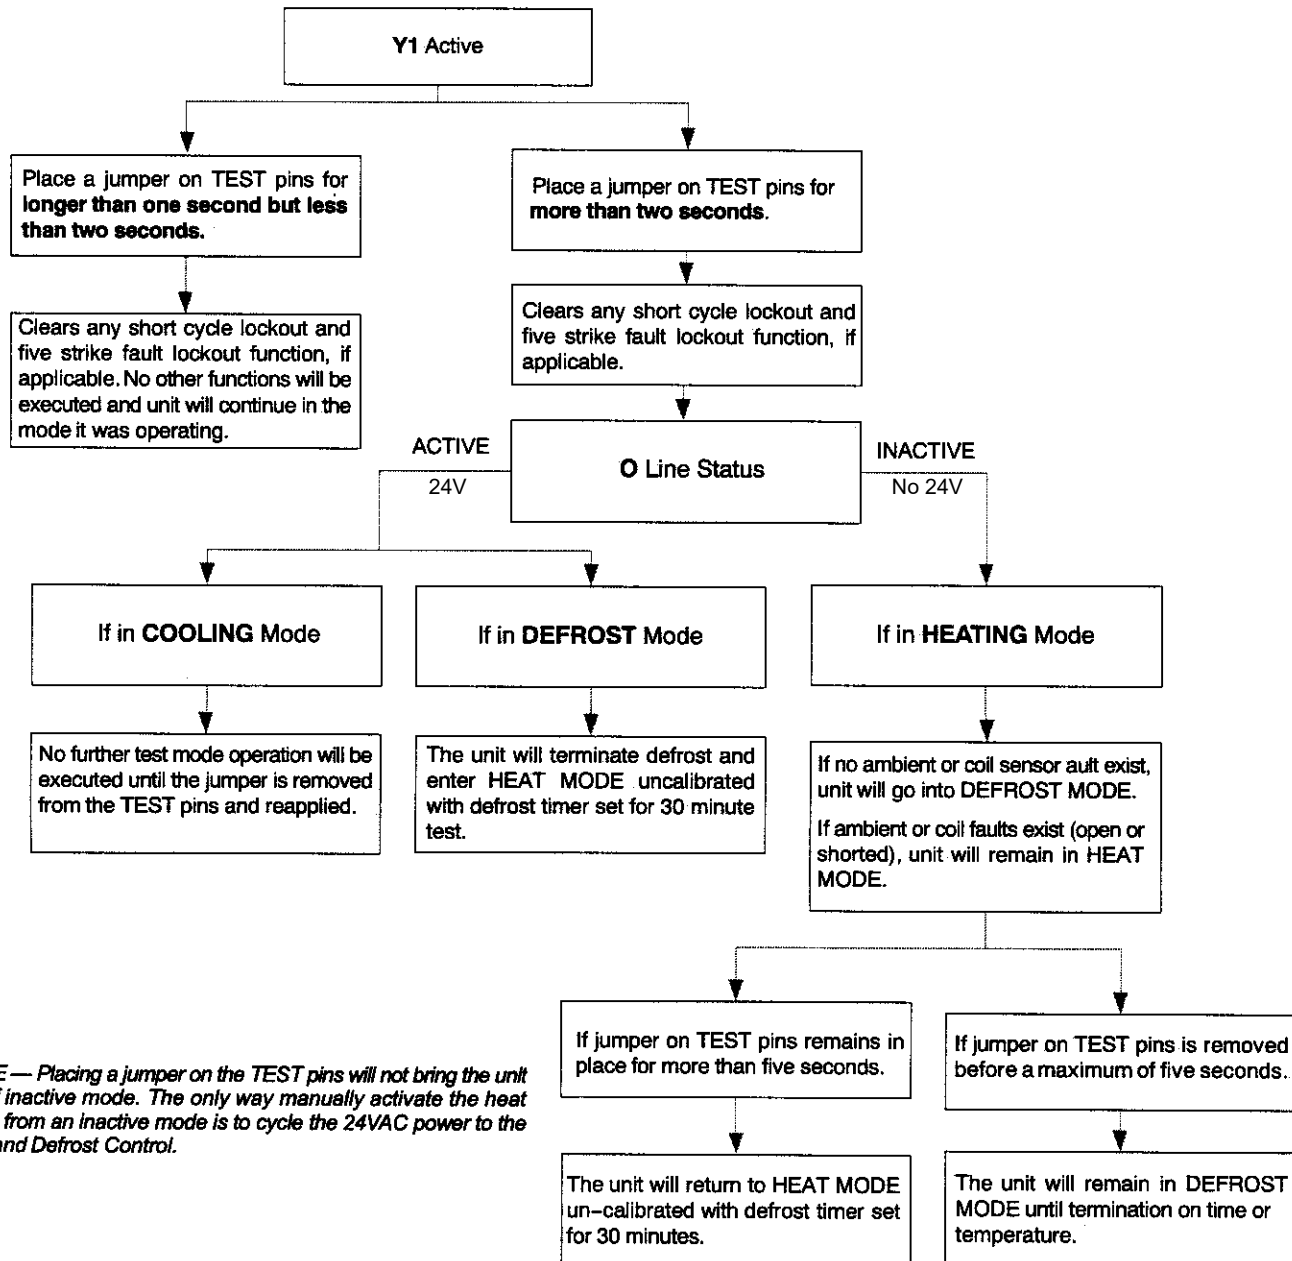 Y1 Active
Place a jumper on TEST pins for
longer than one second but less
than two seconds.
Place a jumper on TEST pins for
more than two seconds.
Clears any short cycle lockout and
five strike fault lockout function, if
applicable. No other functions will be
executed and unit will continue in the
mode it was operating.
Clears any short cycle lockout and
five strike fault lockout function, if
applicable.
ACTIVE
24V
O Line Status
INACTIVE
No 24V
If in COOLING Mode
If in DEFROST Mode
If in HEATING Mode
No further test mode operation will be
executed until the jumper is removed
from the TEST pins and reapplied.
The unit will terminate defrost and
enter HEAT MODE uncalibrated
with defrost timer set for 30 minute
test.
If no ambient or coil sensor ault exist,
unit will go into DEFROST MODE.
If ambient or coil faults exist (open or
shorted), unit will remain in HEAT
MODE.
If jumper on TEST pins remains in
place for more than five seconds.
If jumper on TEST pins is removed
before a maximum of five seconds.
E — Placing a jumper on the TEST pins will not bring the unit
inactive mode. The only way manually activate the heat
from an inactive mode is to cycle the 24VAC power to the
nd Defrost Control.
The unit will return to HEAT MODE
un-calibrated with defrost timer set
for 30 minutes.
The unit will remain in DEFROST
MODE until termination on time or
temperature.